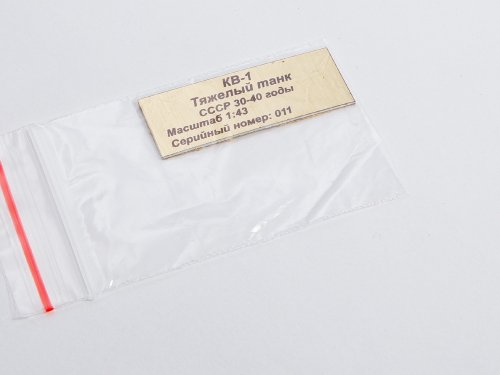 КВ-1
Тяжелый танк
СССР 30-40 годы
Масштаб 1:43
Серийный номер: 011